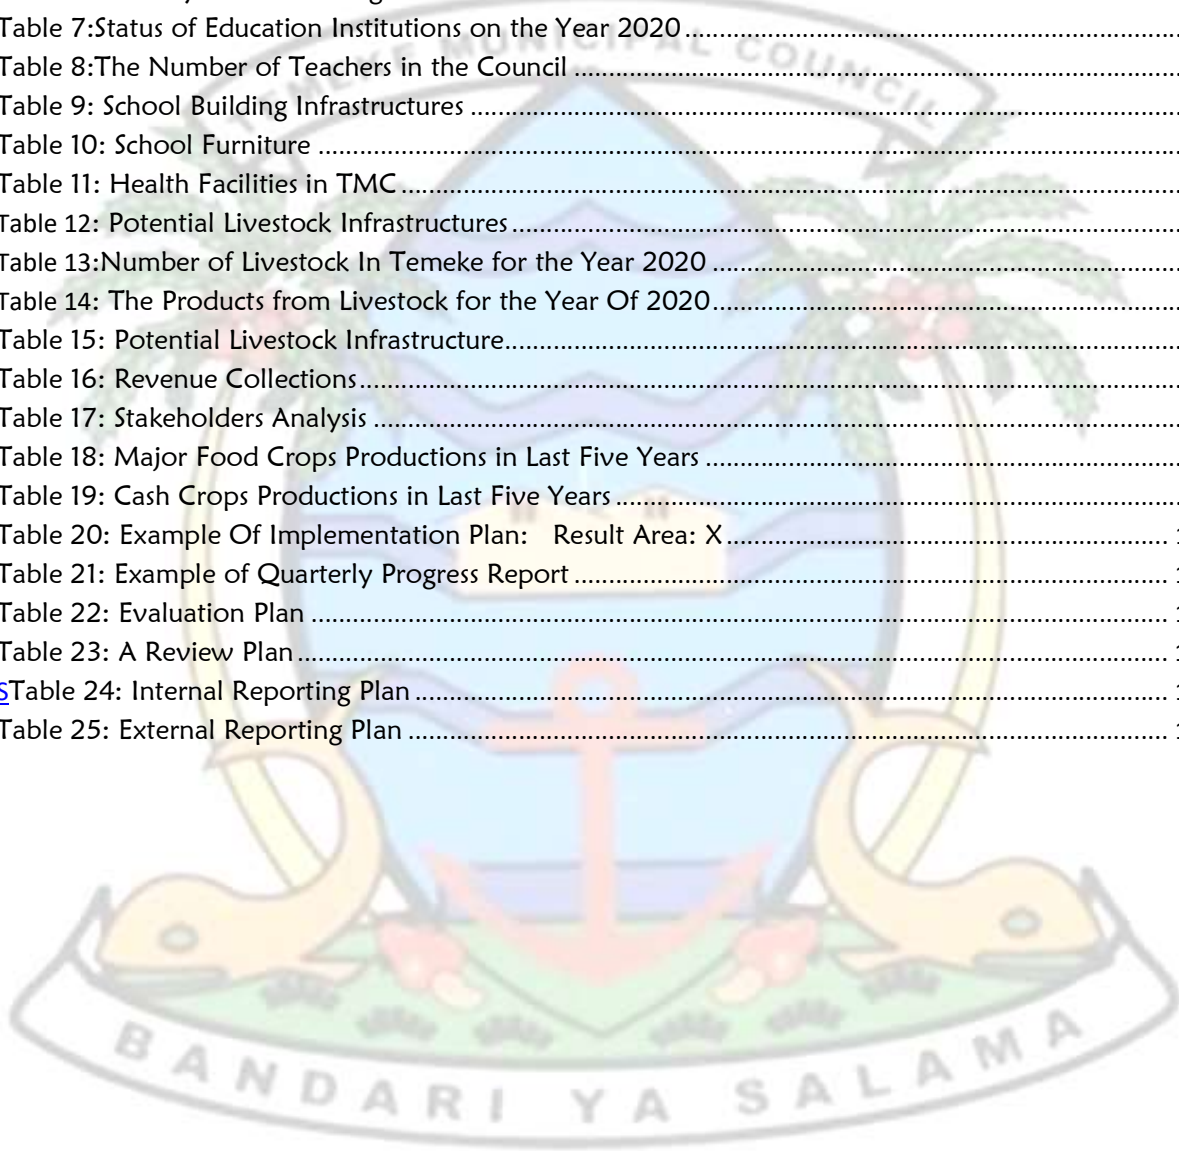 Table 7:Status of Education Institutions on the Year 2020
Table 8:The Number of Teachers in the Council
Table 9: School Building Infrastructures
Table 10: School Furniture
Table 11: Health Facilities in TMC
Table 12: Potential Livestock Infrastructures
Table 13:Number of Livestock In Temeke for the Year 2020
Table 14: The Products from Livestock for the Year Of 2020
Table 15: Potential Livestock Infrastructure
Table 16: Revenue Collections
Table 17: Stakeholders Analysis
Table 18: Major Food Crops Productions in Last Five Years
Table 19: Cash Crops Productions in Last Five Years
Table 20: Example Of Implementation Plan: Result Area: X
Table 21: Example of Quarterly Progress Report
Table 22: Evaluation Plan
Table 23: A Review Plan
STable 24: Internal Reporting Plan
Table 25: External Reporting Plan
TEMEKE MUNICIPAL COUNCIL
BANDARI YA SALAMA